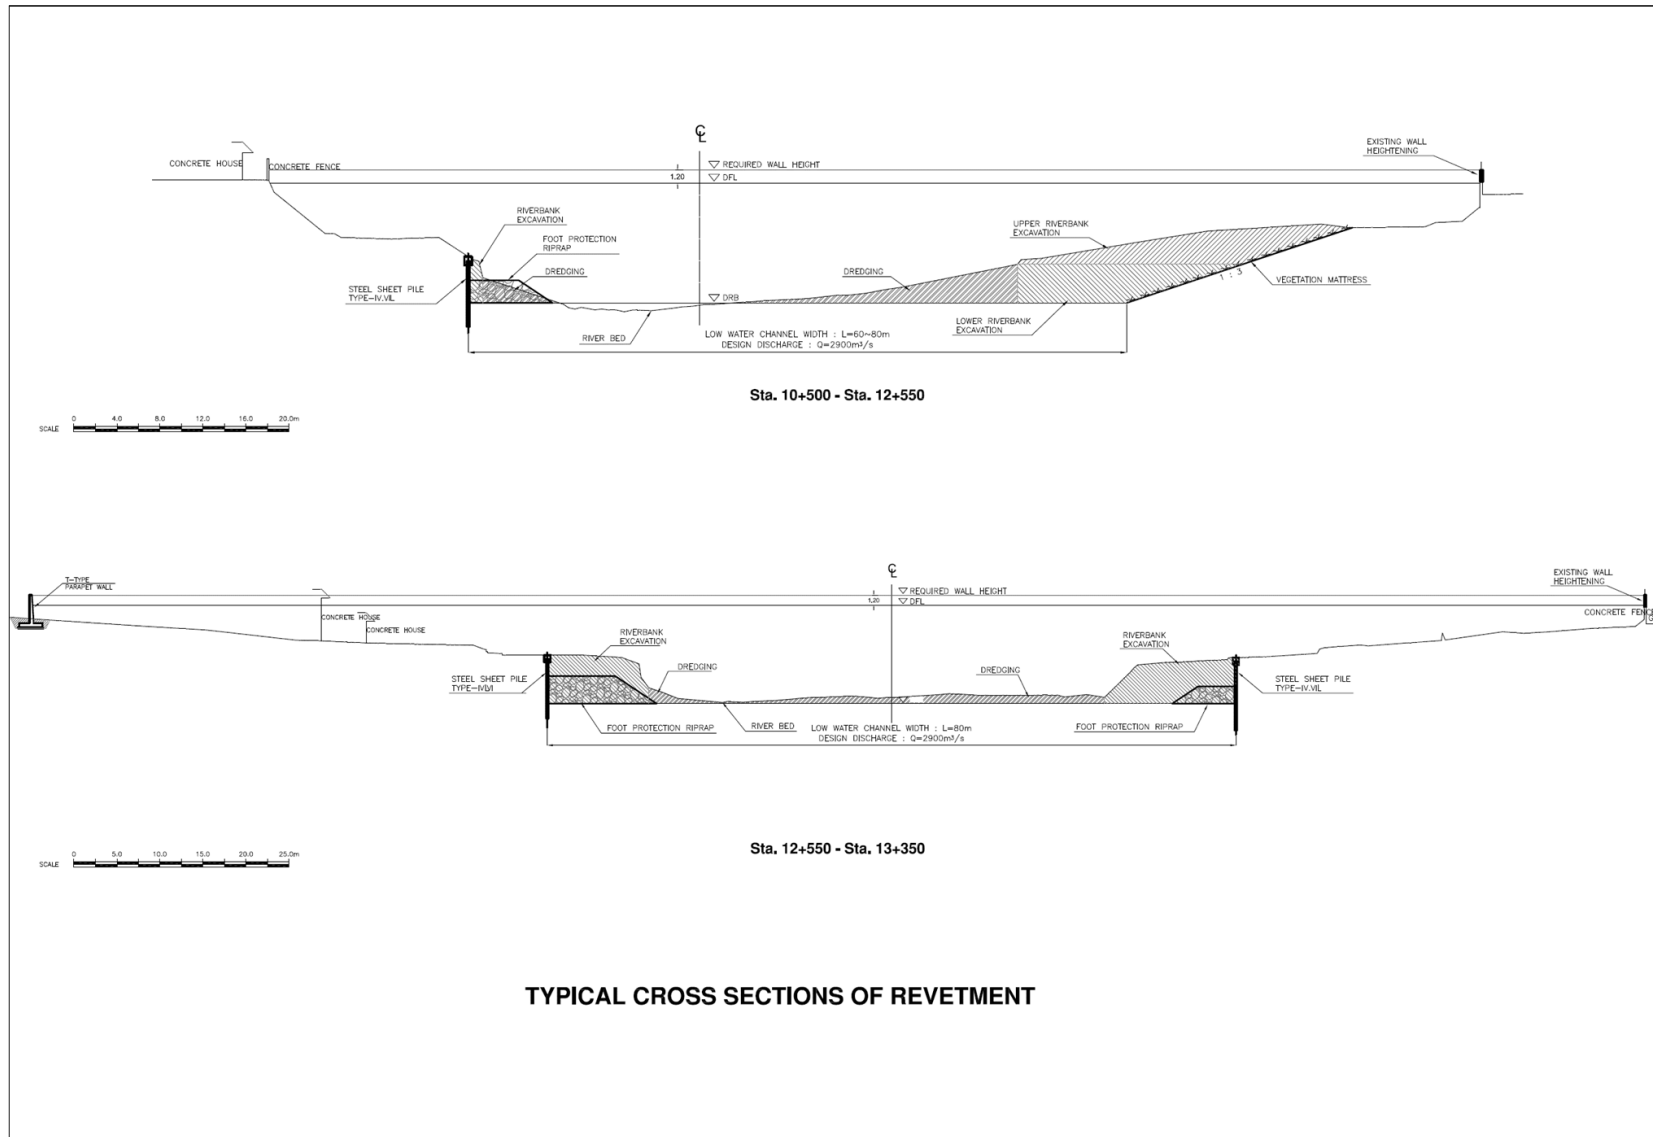 ℄
CONCRETE HOUSE
CONCRETE FENCE
REQUIRED WALL HEIGHT
1.20
DFL
EXISTING WALL
HEIGHTENING
RIVERBANK
EXCAVATION
FOOT PROTECTION
RIPRAP
DREDGING
STEEL SHEET PILE
TYPE-IV.VIL
UPPER RIVERBANK
EXCAVATION
DREDGING
1 : 3
VEGETATION MATTRESS
DRB
RIVER BED
LOW WATER CHANNEL WIDTH : L=60~80m
DESIGN DISCHARGE : Q=2900m³/s
LOWER RIVERBANK
EXCAVATION
Sta. 10+500 - Sta. 12+550
SCALE
0 4.0 8.0 12.0 16.0 20.0m
℄
T-TYPE
PARAPET WALL
REQUIRED WALL HEIGHT
1.20
DFL
EXISTING WALL
HEIGHTENING
CONCRETE FENCE
G
CONCRETE HOUSE
CONCRETE HOUSE
RIVERBANK
EXCAVATION
DREDGING
STEEL SHEET PILE
DREDGING
RIVERBANK
EXCAVATION
STEEL SHEET PILE
TYPE-IV.VIL
FOOT PROTECTION RIPRAP
RIVER BED
LOW WATER CHANNEL WIDTH : L=80m
DESIGN DISCHARGE : Q=2900m³/s
FOOT PROTECTION RIPRAP
Sta. 12+550 - Sta. 13+350
SCALE
0 5.0 10.0 15.0 20.0 25.0m
TYPICAL CROSS SECTIONS OF REVETMENT